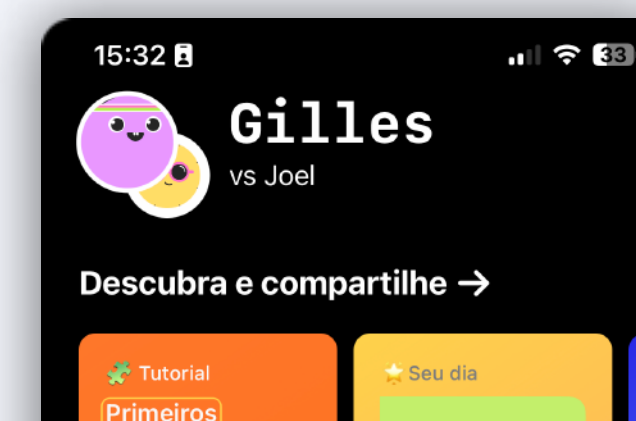 15:32
33
Gilles
vs Joel
Descubra e compartilhe →
Tutorial
Seu dia
Primeiros